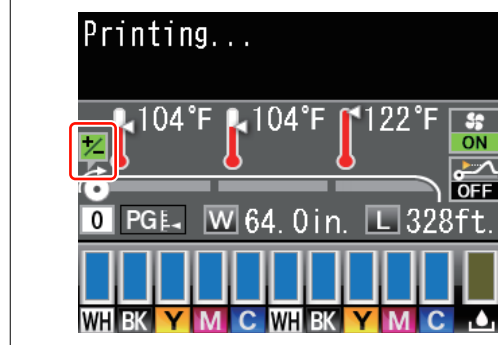 Printing...
104°F 104°F 122°F
+/-
ON
OFF
0 PG W 64.0in. L 328ft.
WH BK Y M C WH BK Y M C